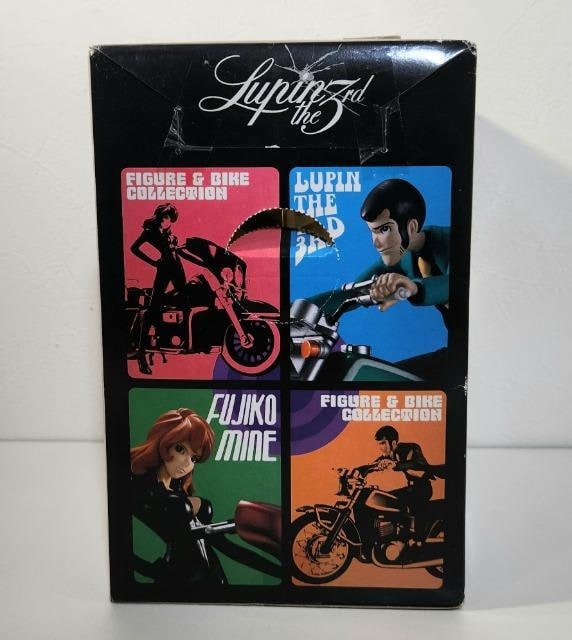 Lupin
the 3rd
FIGURE & BIKE
COLLECTION
LUPIN
THE
3RD
FUJIKO
MINE
FIGURE & BIKE
COLLECTION